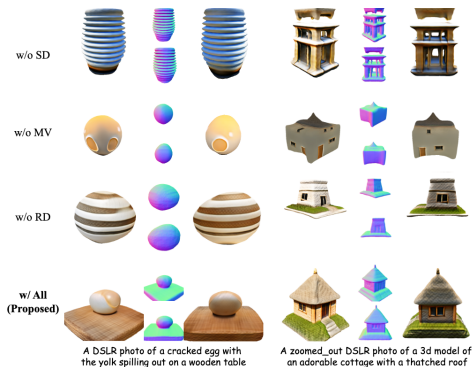 w/o SD
w/o MV
w/o RD
w/ All
(Proposed)
A DSLR photo of a cracked egg with
the yolk spilling out on a wooden table
A zoomed_out DSLR photo of a 3d model of
an adorable cottage with a thatched roof